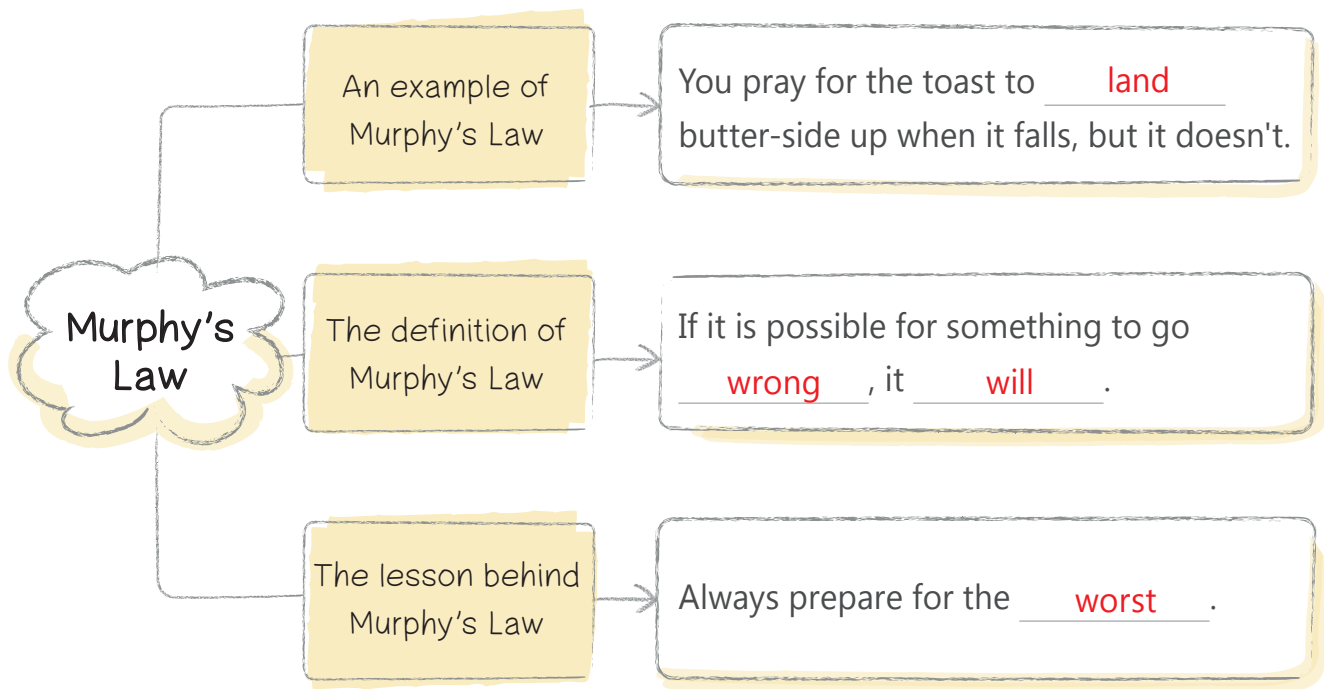 An example of
Murphy's Law
You pray for the toast to land
butter-side up when it falls, but it doesn't.
Murphy's
Law
The definition of
Murphy's Law
If it is possible for something to go
wrong, it will.
The lesson behind
Murphy's Law
Always prepare for the worst.